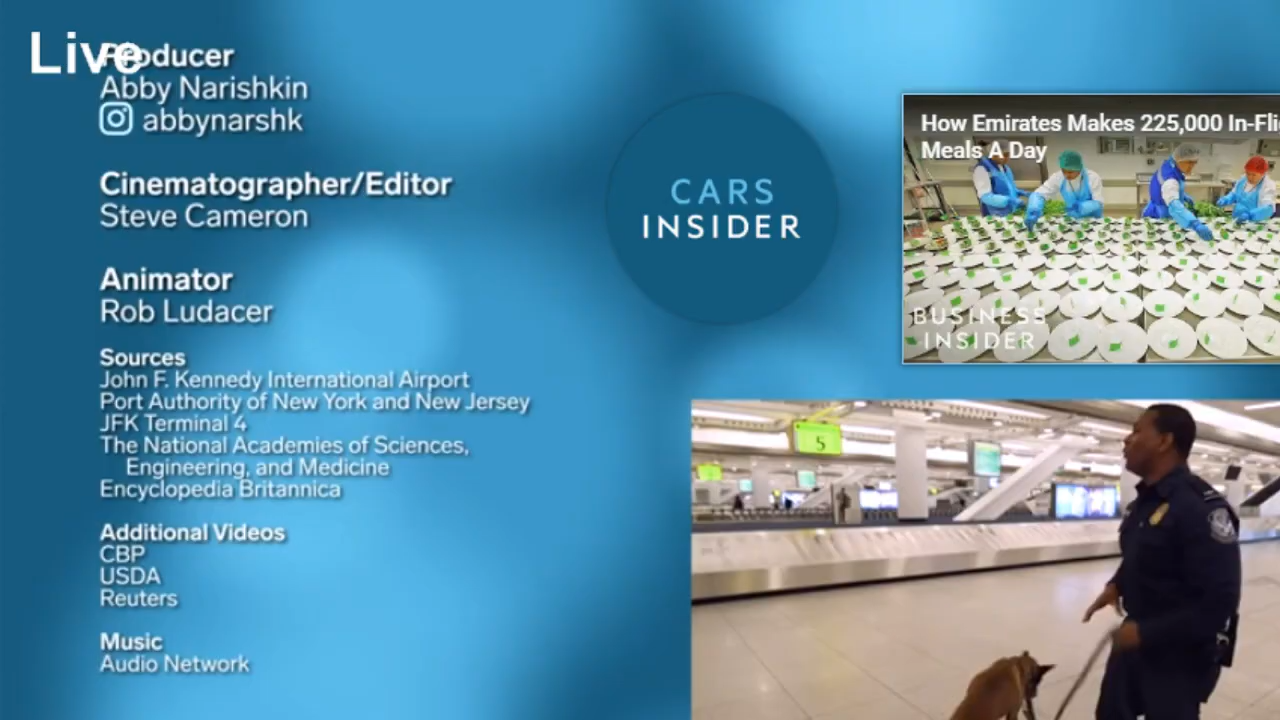 Live
Producer
Abby Narishkin
abbynarshk
Cinematographer/Editor
Steve Cameron
Animator
Rob Ludacer
Sources
John F. Kennedy International Airport
Port Authority of New York and New Jersey
JFK Terminal 4
The National Academies of Sciences,
Engineering, and Medicine
Encyclopedia Britannica
Additional Videos
CBP
USDA
Reuters
Music
Audio Network
CARS
INSIDER
How Emirates Makes 225,000 In-Fli
Meals A Day
BUSINESS
INSIDER
5